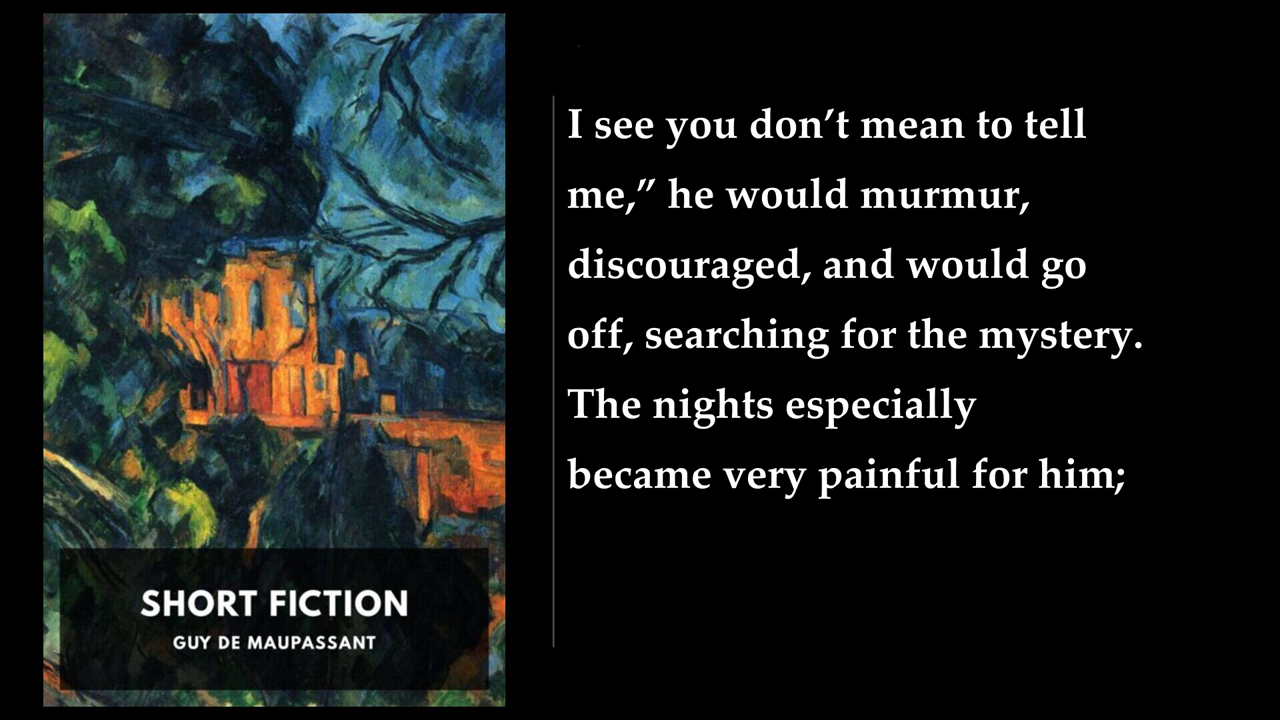 SHORT FICTION
GUY DE MAUPASSANT
I see you don’t mean to tell
me,” he would murmur,
discouraged, and would go
off, searching for the mystery.
The nights especially
became very painful for him;